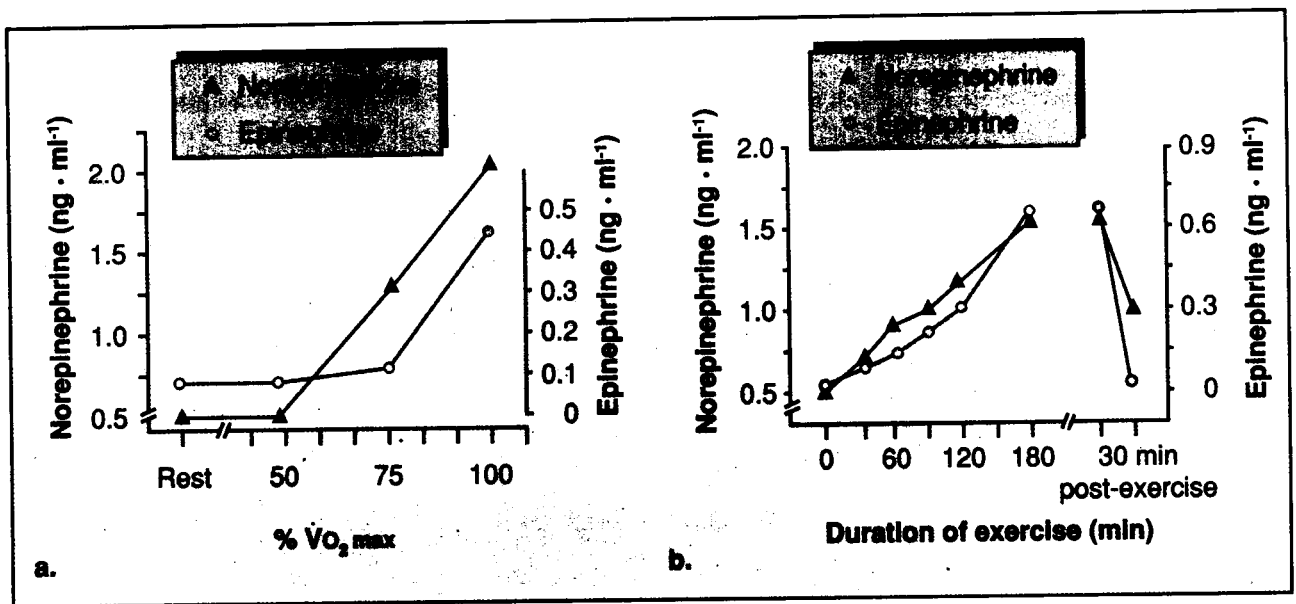 Norepinephrine
Epinephrine
Norepinephrine (ng · ml-1)
2.0
1.5
1.0
0.5
0.5
0.4
0.3
0.2
0.1
0
Epinephrine (ng · ml-1)
Rest
50
75
100
% V̇O2 max
a.
Norepinephrine
Epinephrine
Norepinephrine (ng · ml-1)
2.0
1.5
1.0
0.5
0.9
0.6
0.3
0
Epinephrine (ng · ml-1)
0
60
120
180
30 min
post-exercise
Duration of exercise (min)
b.